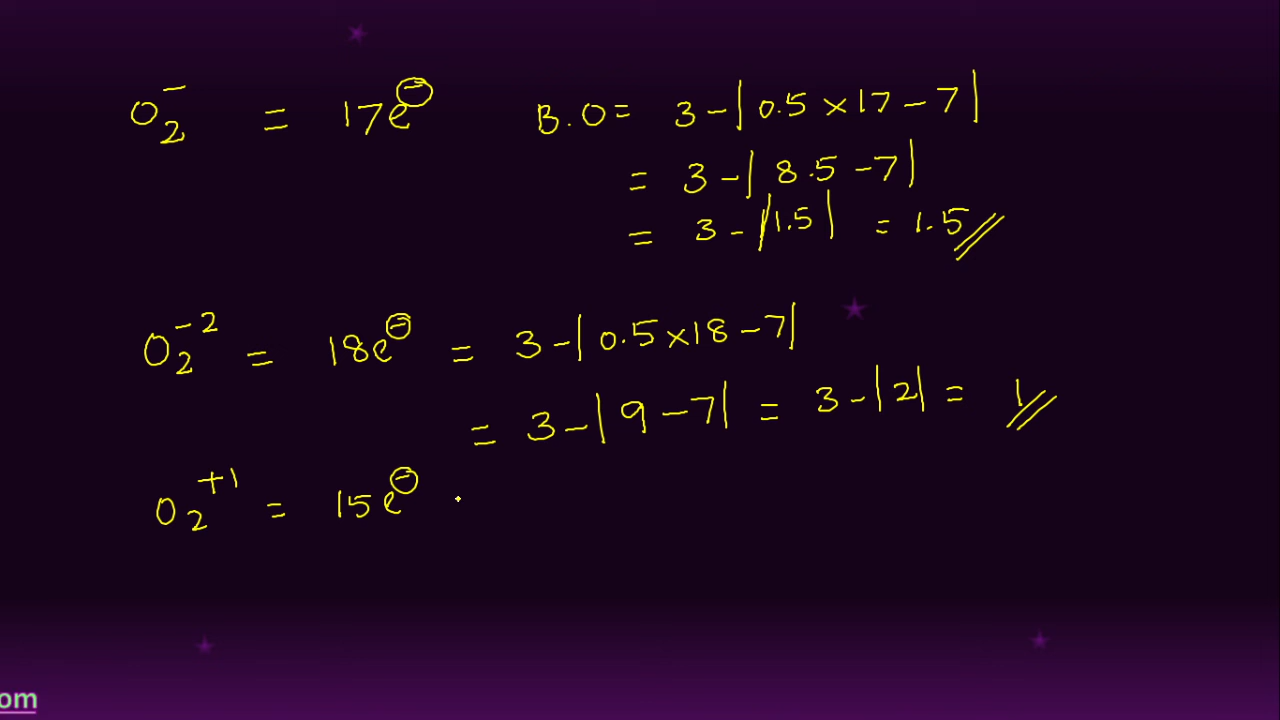 O₂⁻ = 17e⊖ B.O = 3-|0.5×17-7|
= 3-|8.5-7|
= 3-|1.5| = 1.5
O₂⁻² = 18e⊖ = 3-|0.5×18-7|
= 3-|9-7| = 3-|2| = 1
O₂⁺¹ = 15e⊖
om